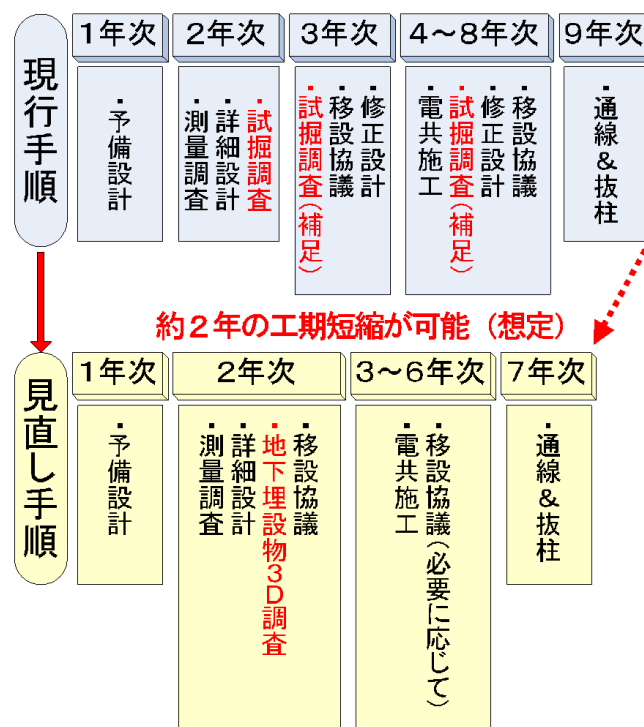 現行手順
1年次
・予備設計
2年次
・測量調査
・詳細設計
・試掘調査
3年次
・試掘調査(補足)
・移設協議
・修正設計
4～8年次
・電共施工
・試掘調査(補足)
・修正設計
・移設協議
9年次
・通線&抜柱
約2年の工期短縮が可能（想定）
見直し手順
1年次
・予備設計
2年次
・測量調査
・詳細設計
・地下埋設物3D調査
・移設協議
3～6年次
・電共施工
・移設協議(必要に応じて)
7年次
・通線&抜柱